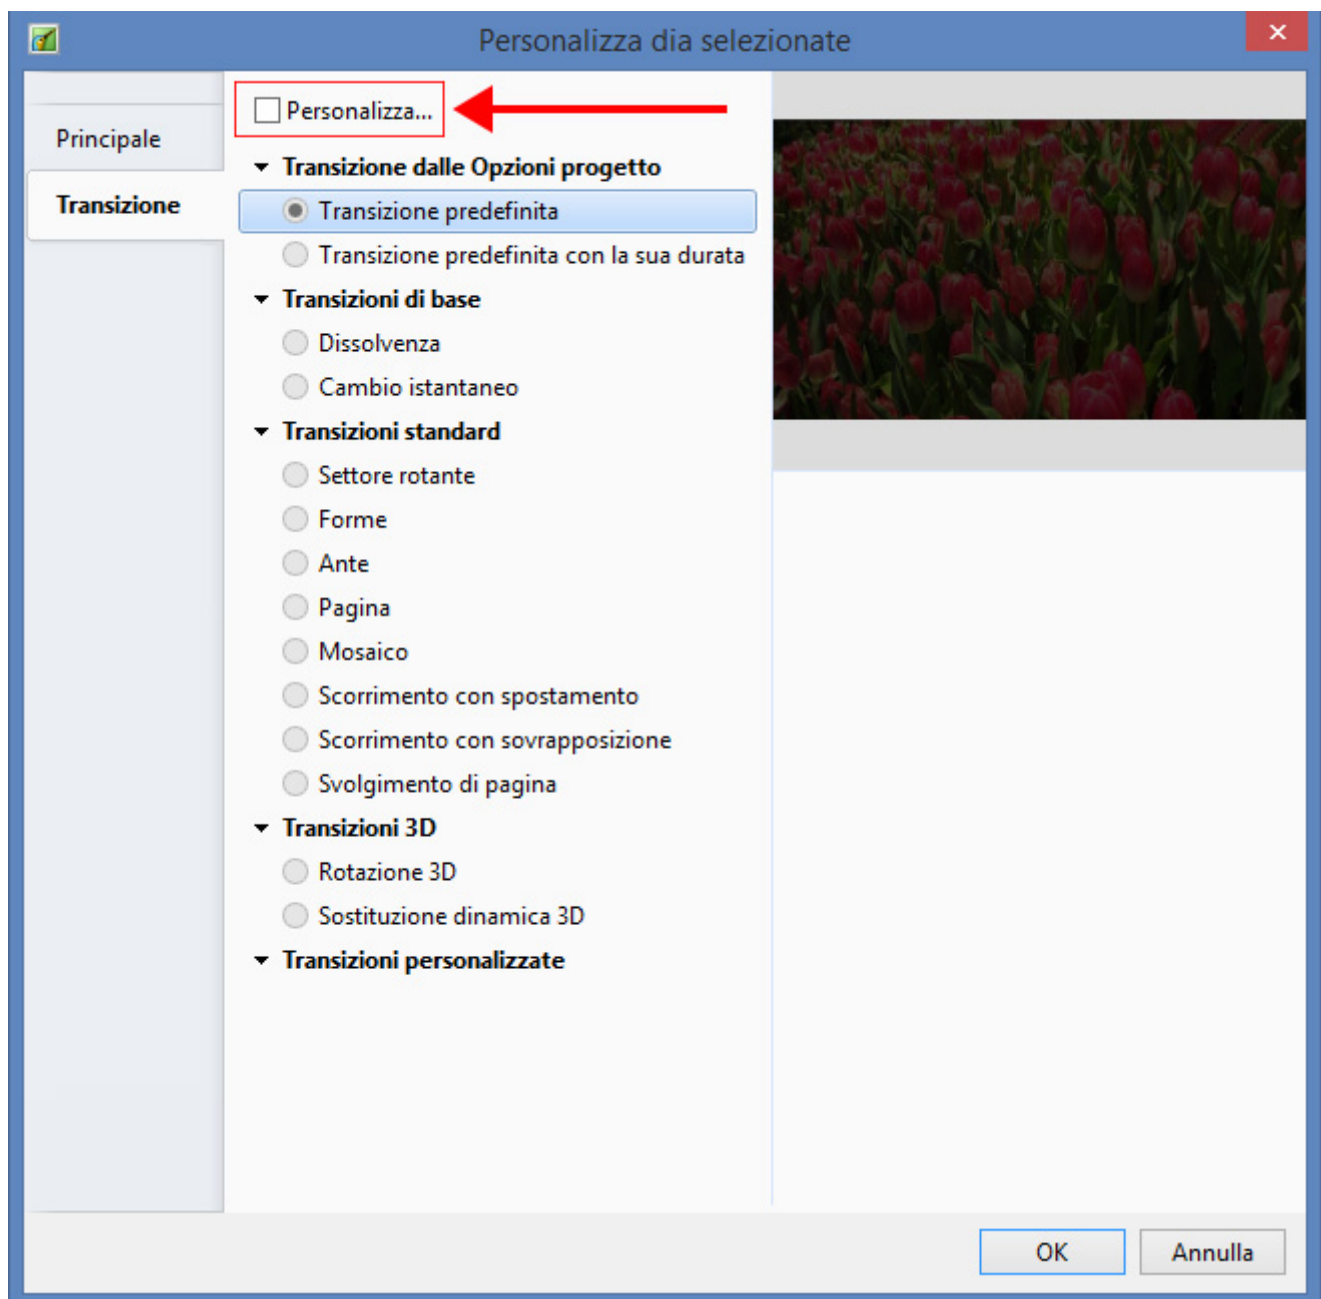 Personalizza dia selezionate
Principale
Transizione
Personalizza...
Transizione dalle Opzioni progetto
Transizione predefinita
Transizione predefinita con la sua durata
Transizioni di base
Dissolvenza
Cambio istantaneo
Transizioni standard
Settore rotante
Forme
Ante
Pagina
Mosaico
Scorrimento con spostamento
Scorrimento con sovrapposizione
Svolgimento di pagina
Transizioni 3D
Rotazione 3D
Sostituzione dinamica 3D
Transizioni personalizzate
OK
Annulla